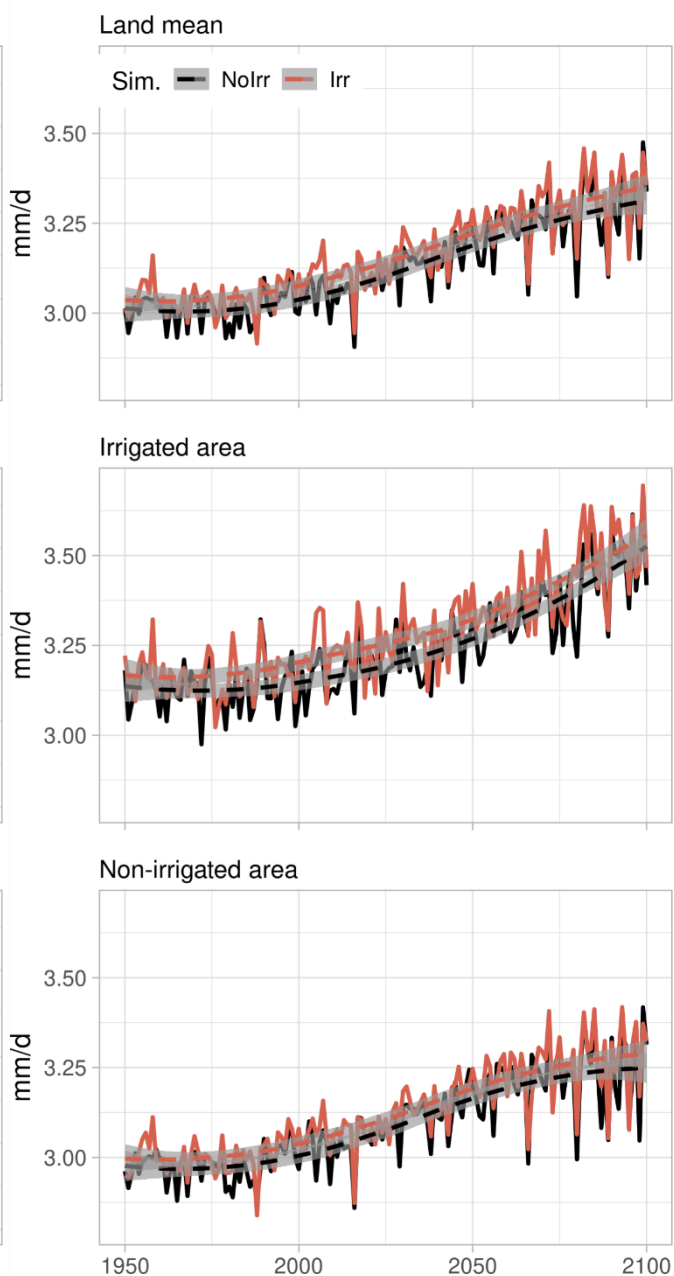 Land mean
Sim. NoIrr Irr
3.50
3.25
3.00
mm/d
Irrigated area
3.50
3.25
3.00
mm/d
Non-irrigated area
3.50
3.25
3.00
mm/d
1950 2000 2050 2100